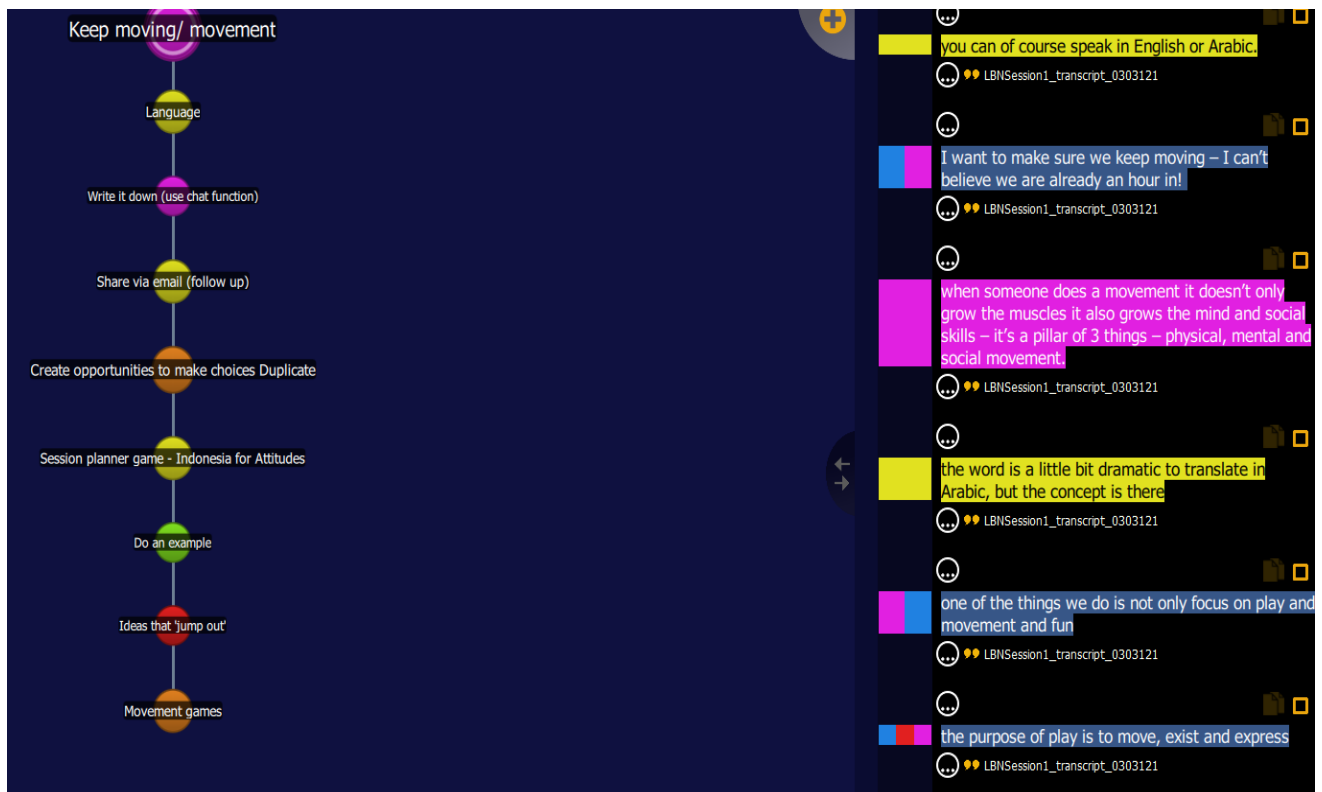 Keep moving/ movement
Language
Write it down (use chat function)
Share via email (follow up)
Create opportunities to make choices Duplicate
Session planner game - Indonesia for Attitudes
Do an example
Ideas that 'jump out'
Movement games
you can of course speak in English or Arabic.
LBNSession1_transcript_0303121
I want to make sure we keep moving – I can’t
believe we are already an hour in!
LBNSession1_transcript_0303121
when someone does a movement it doesn’t only
grow the muscles it also grows the mind and social
skills – it’s a pillar of 3 things – physical, mental and
social movement.
LBNSession1_transcript_0303121
the word is a little bit dramatic to translate in
Arabic, but the concept is there
LBNSession1_transcript_0303121
one of the things we do is not only focus on play and
movement and fun
LBNSession1_transcript_0303121
the purpose of play is to move, exist and express
LBNSession1_transcript_0303121